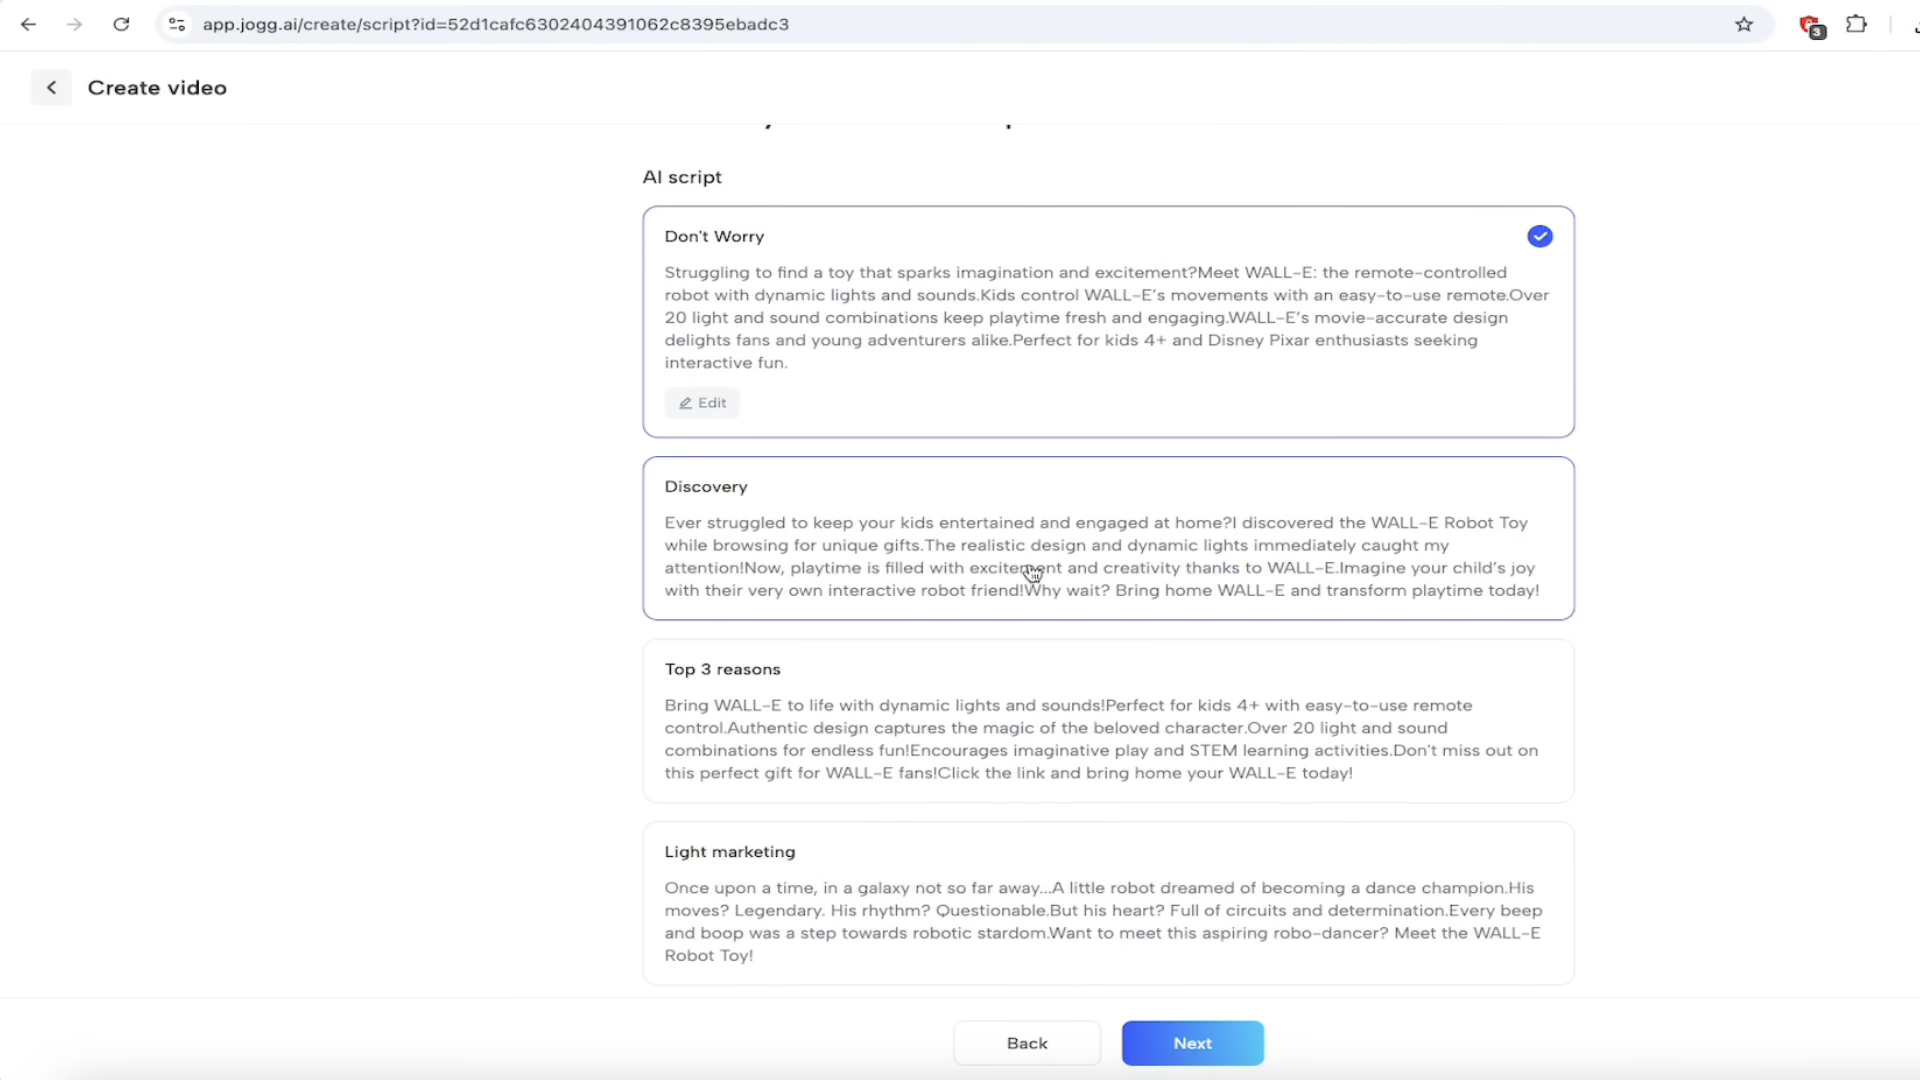 app.jogg.ai/create/script?id=52d1cafc6302404391062c8395ebadc3
3
Create video
AI script
Don't Worry
Struggling to find a toy that sparks imagination and excitement?Meet WALL-E: the remote-controlled
robot with dynamic lights and sounds.Kids control WALL-E's movements with an easy-to-use remote.Over
20 light and sound combinations keep playtime fresh and engaging.WALL-E's movie-accurate design
delights fans and young adventurers alike.Perfect for kids 4+ and Disney Pixar enthusiasts seeking
interactive fun.
Edit
Discovery
Ever struggled to keep your kids entertained and engaged at home?I discovered the WALL-E Robot Toy
while browsing for unique gifts.The realistic design and dynamic lights immediately caught my
attention!Now, playtime is filled with excitement and creativity thanks to WALL-E.Imagine your child's joy
with their very own interactive robot friend!Why wait? Bring home WALL-E and transform playtime today!
Top 3 reasons
Bring WALL-E to life with dynamic lights and sounds!Perfect for kids 4+ with easy-to-use remote
control.Authentic design captures the magic of the beloved character.Over 20 light and sound
combinations for endless fun!Encourages imaginative play and STEM learning activities.Don't miss out on
this perfect gift for WALL-E fans!Click the link and bring home your WALL-E today!
Light marketing
Once upon a time, in a galaxy not so far away...A little robot dreamed of becoming a dance champion.His
moves? Legendary. His rhythm? Questionable.But his heart? Full of circuits and determination.Every beep
and boop was a step towards robotic stardom.Want to meet this aspiring robo-dancer? Meet the WALL-E
Robot Toy!
Back
Next